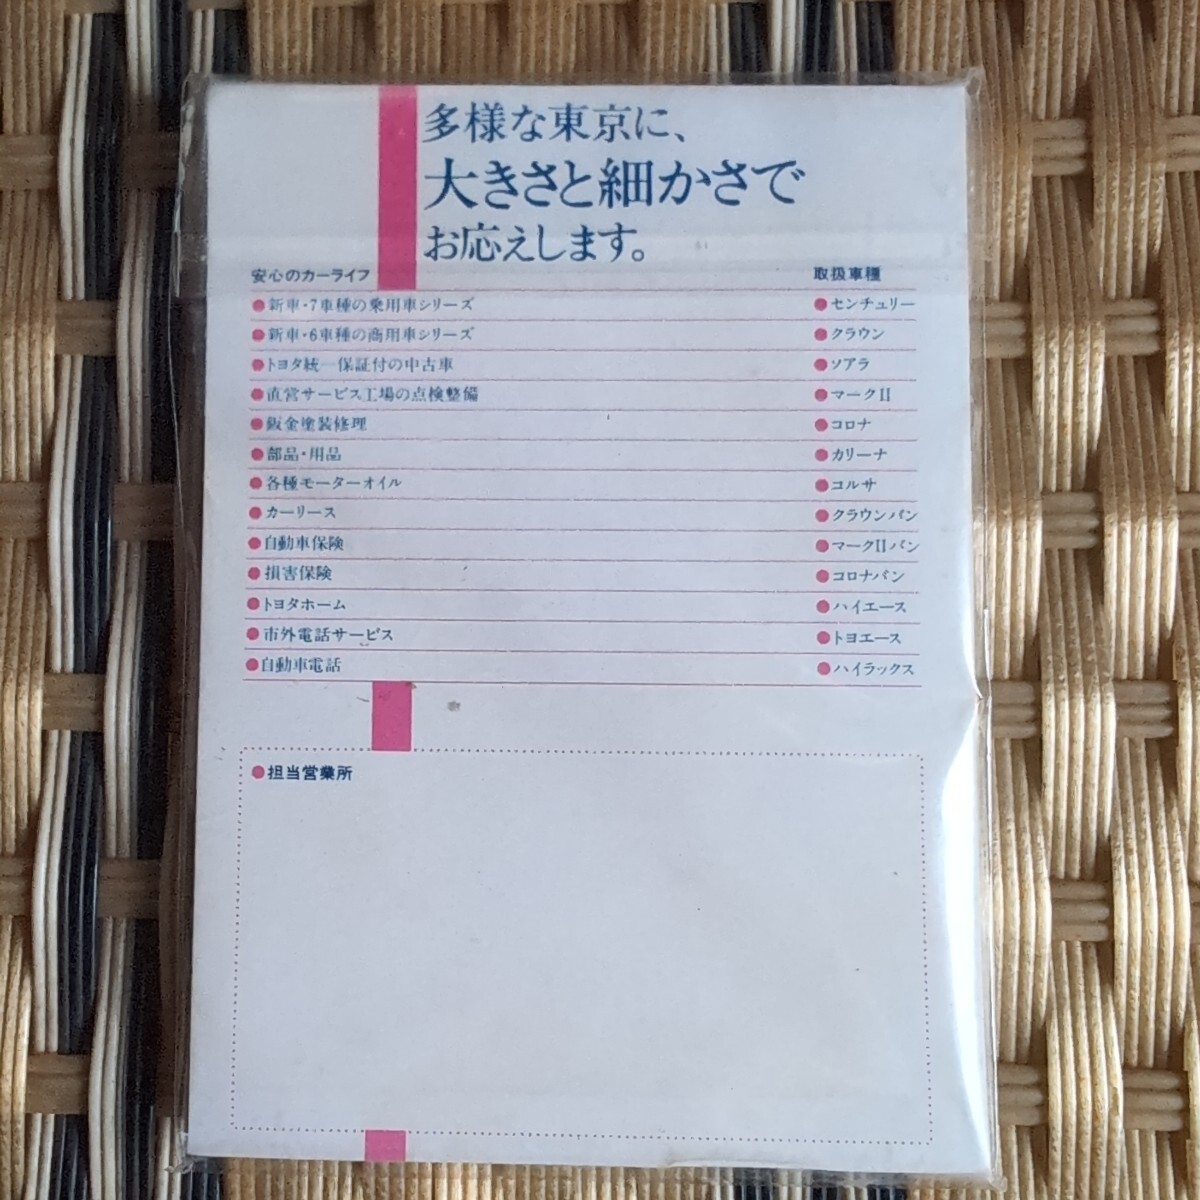 多様な東京に、
大きさと細かさで
お応えします。
安心のカーライフ
●新車・7車種の乗用車シリーズ
●新車・6車種の商用車シリーズ
●トヨタ統一保証付の中古車
●直営サービス工場の点検整備
●鈑金塗装修理
●部品・用品
●各種モーターオイル
●カーリース
●自動車保険
●損害保険
●トヨタホーム
●市外電話サービス
●自動車電話
取扱車種
●センチュリー
●クラウン
●ソアラ
●マークII
●コロナ
●カリーナ
●コルサ
●クラウンバン
●マークIIバン
●コロナバン
●ハイエース
●トヨエース
●ハイラックス
●担当営業所